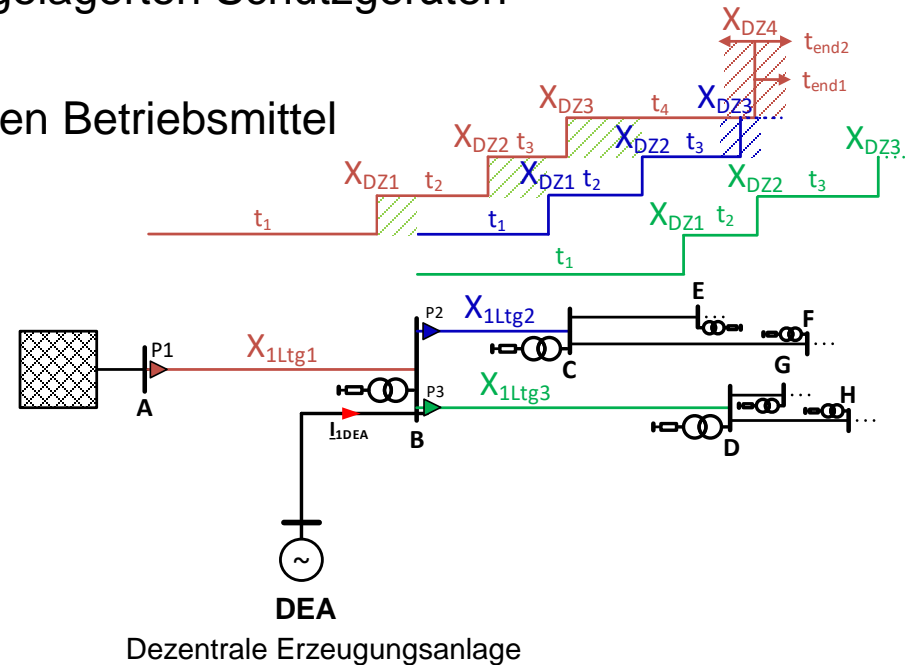 gelagerten Schutzgeräten
en Betriebsmittel
X_DZ4
t_end2
t_end1
X_DZ3 t_4 X_DZ3
X_DZ2 t_3 X_DZ2 t_3 X_DZ3
X_DZ1 t_2 X_DZ1 t_2 X_DZ2 t_3
t_1 t_1 X_DZ1 t_2
t_1
E ...
P2 X_1Ltg2 F
P1 X_1Ltg1 C G ...
A P3 X_1Ltg3 H ...
I_1DEA B D ...
~
DEA
Dezentrale Erzeugungsanlage